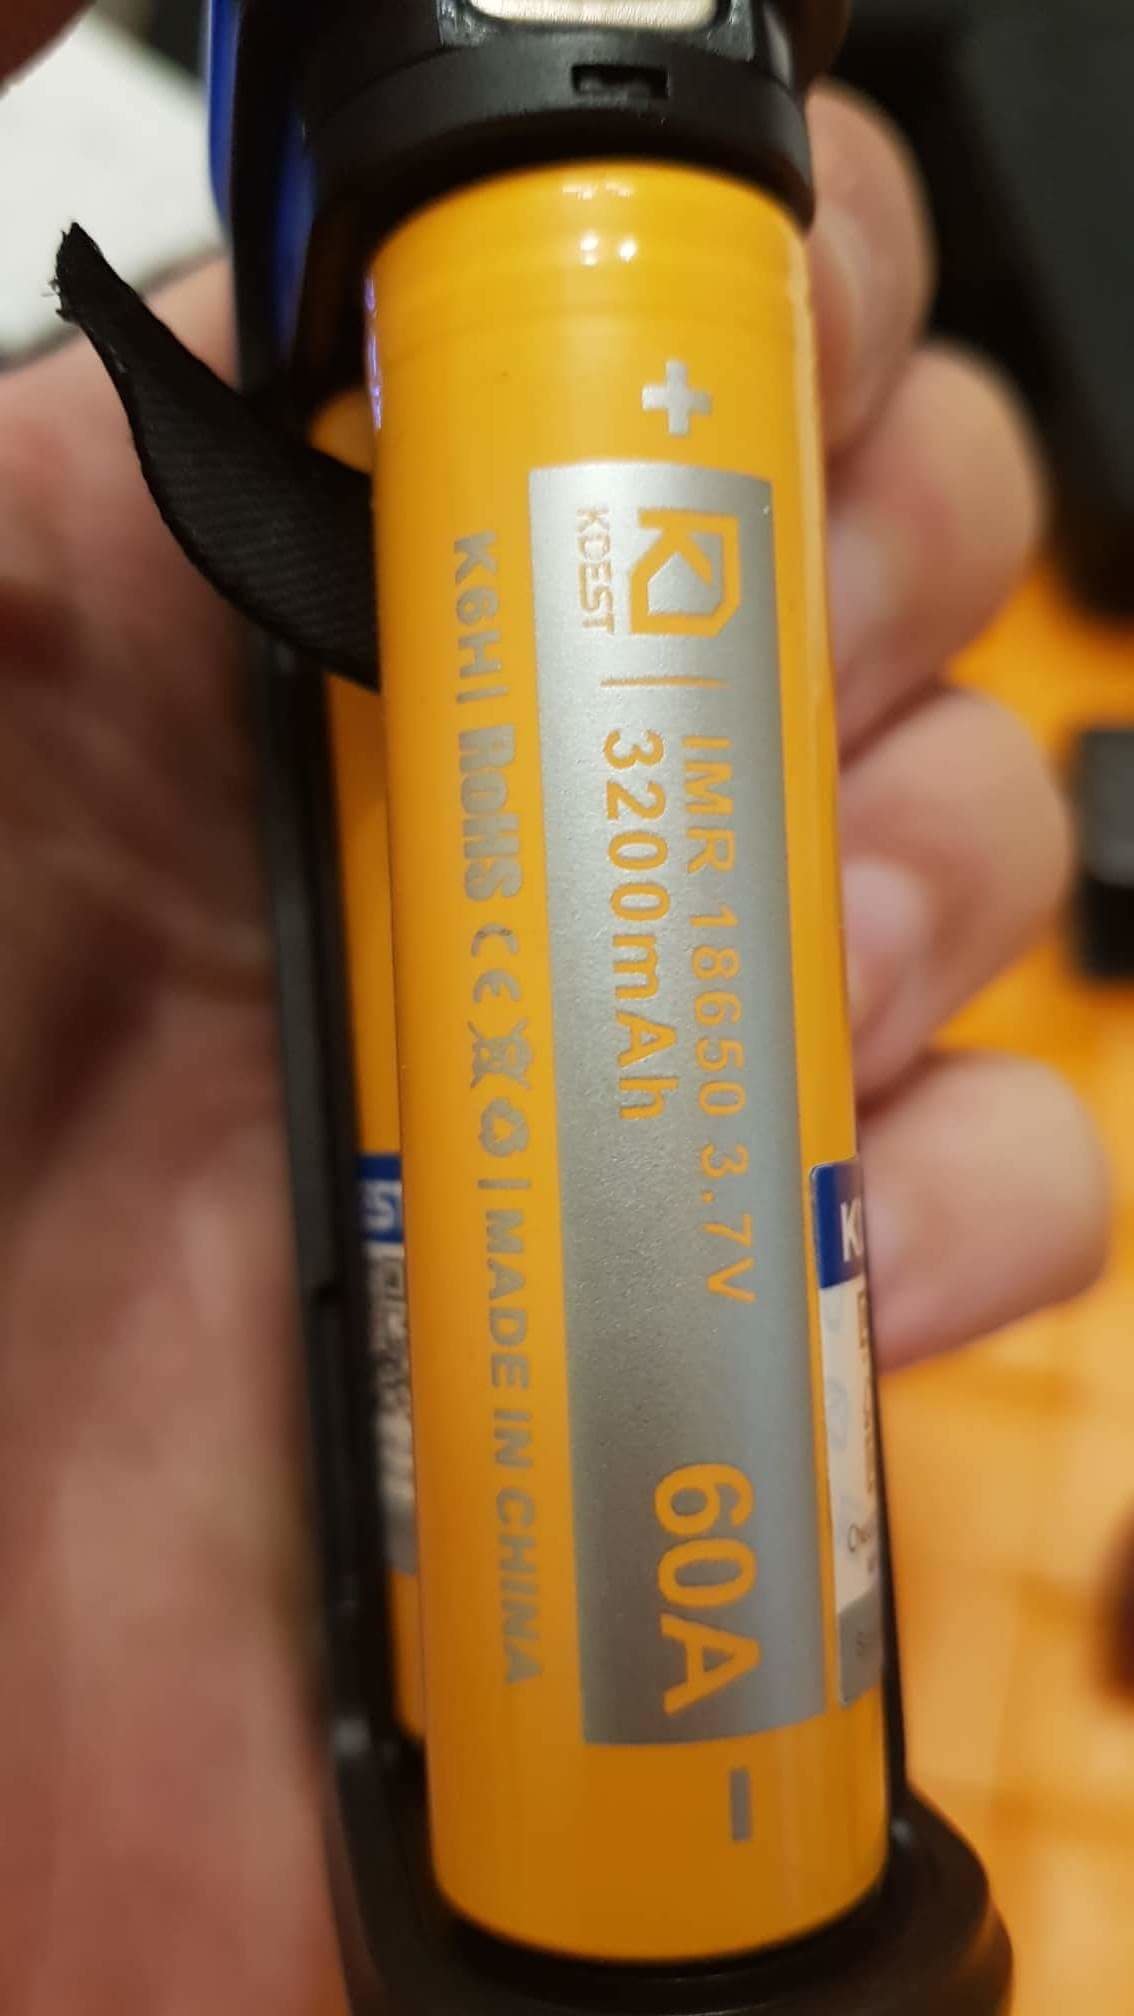 +
KDEST
IMR 18650 3.7V
3200mAh
60A
K6HI RoHS CE | MADE IN CHINA
-